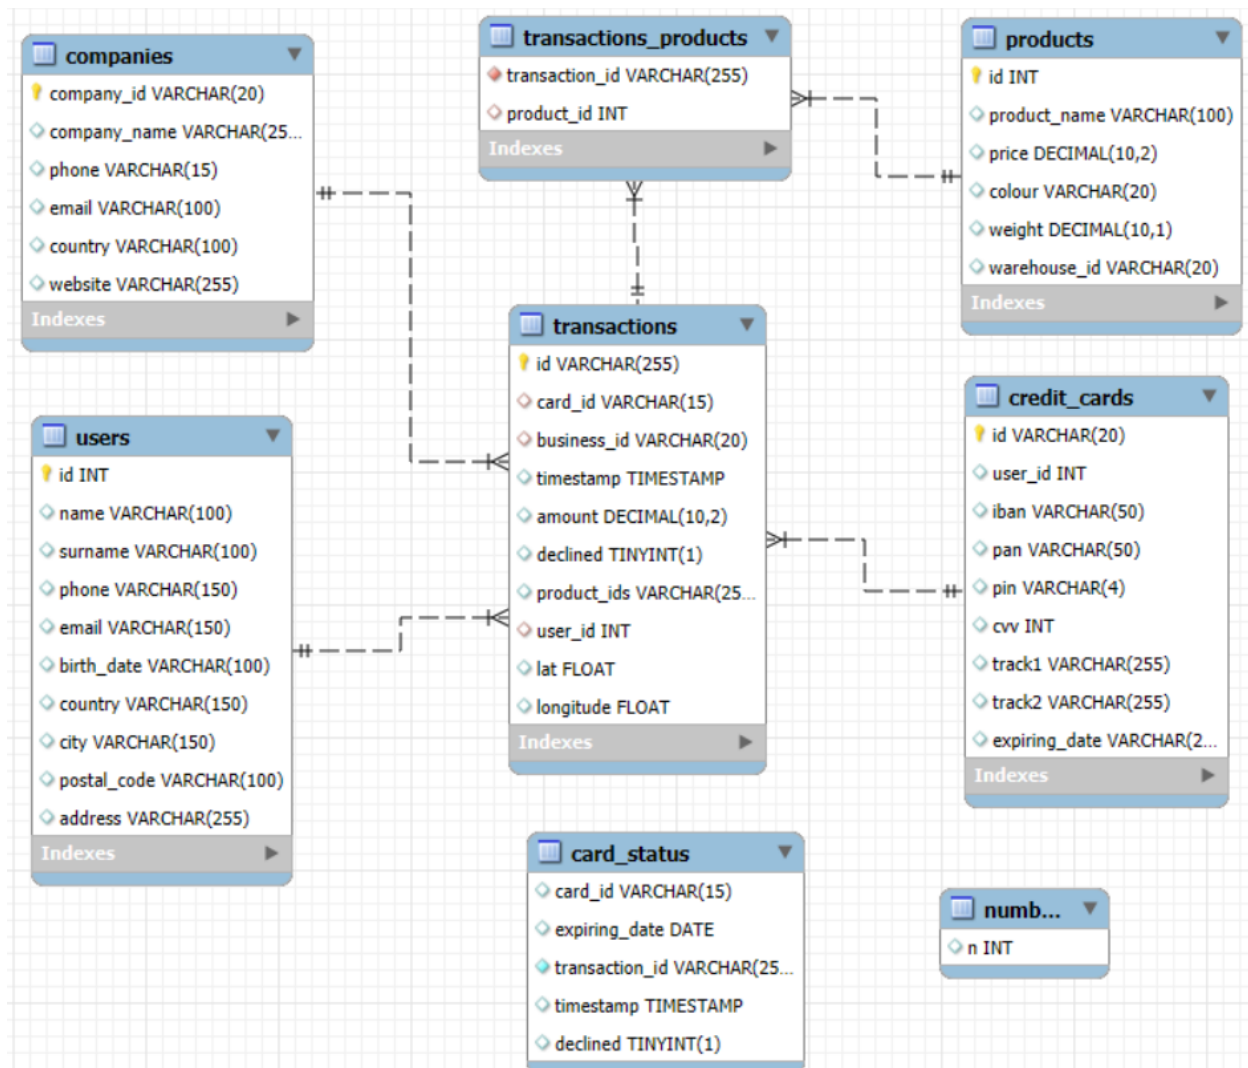 companies
company_id VARCHAR(20)
company_name VARCHAR(25...
phone VARCHAR(15)
email VARCHAR(100)
country VARCHAR(100)
website VARCHAR(255)
Indexes
transactions_products
transaction_id VARCHAR(255)
product_id INT
Indexes
products
id INT
product_name VARCHAR(100)
price DECIMAL(10,2)
colour VARCHAR(20)
weight DECIMAL(10,1)
warehouse_id VARCHAR(20)
Indexes
users
id INT
name VARCHAR(100)
surname VARCHAR(100)
phone VARCHAR(150)
email VARCHAR(150)
birth_date VARCHAR(100)
country VARCHAR(150)
city VARCHAR(150)
postal_code VARCHAR(100)
address VARCHAR(255)
Indexes
transactions
id VARCHAR(255)
card_id VARCHAR(15)
business_id VARCHAR(20)
timestamp TIMESTAMP
amount DECIMAL(10,2)
declined TINYINT(1)
product_ids VARCHAR(25...
user_id INT
lat FLOAT
longitude FLOAT
Indexes
credit_cards
id VARCHAR(20)
user_id INT
iban VARCHAR(50)
pan VARCHAR(50)
pin VARCHAR(4)
cvv INT
track1 VARCHAR(255)
track2 VARCHAR(255)
expiring_date VARCHAR(2...
Indexes
card_status
card_id VARCHAR(15)
expiring_date DATE
transaction_id VARCHAR(25...
timestamp TIMESTAMP
declined TINYINT(1)
numb...
n INT